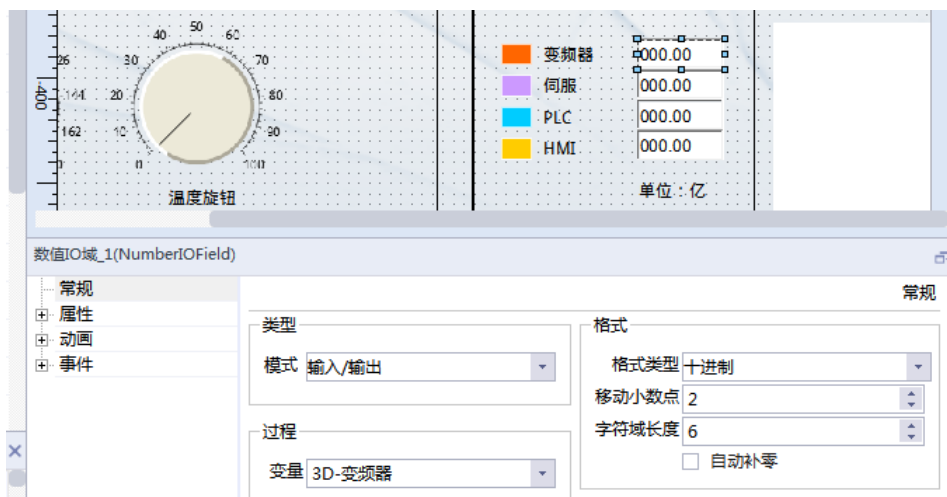 50
40
60
26
30
70
-400
144
20
80
162
10
90
0
0
100
温度旋钮
变频器
000.00
伺服
000.00
PLC
000.00
HMI
000.00
单位：亿
数值IO域_1(NumberIOField)
常规
属性
动画
事件
常规
类型
模式
输入/输出
格式
格式类型
十进制
移动小数点
2
字符域长度
6
自动补零
过程
变量
3D-变频器